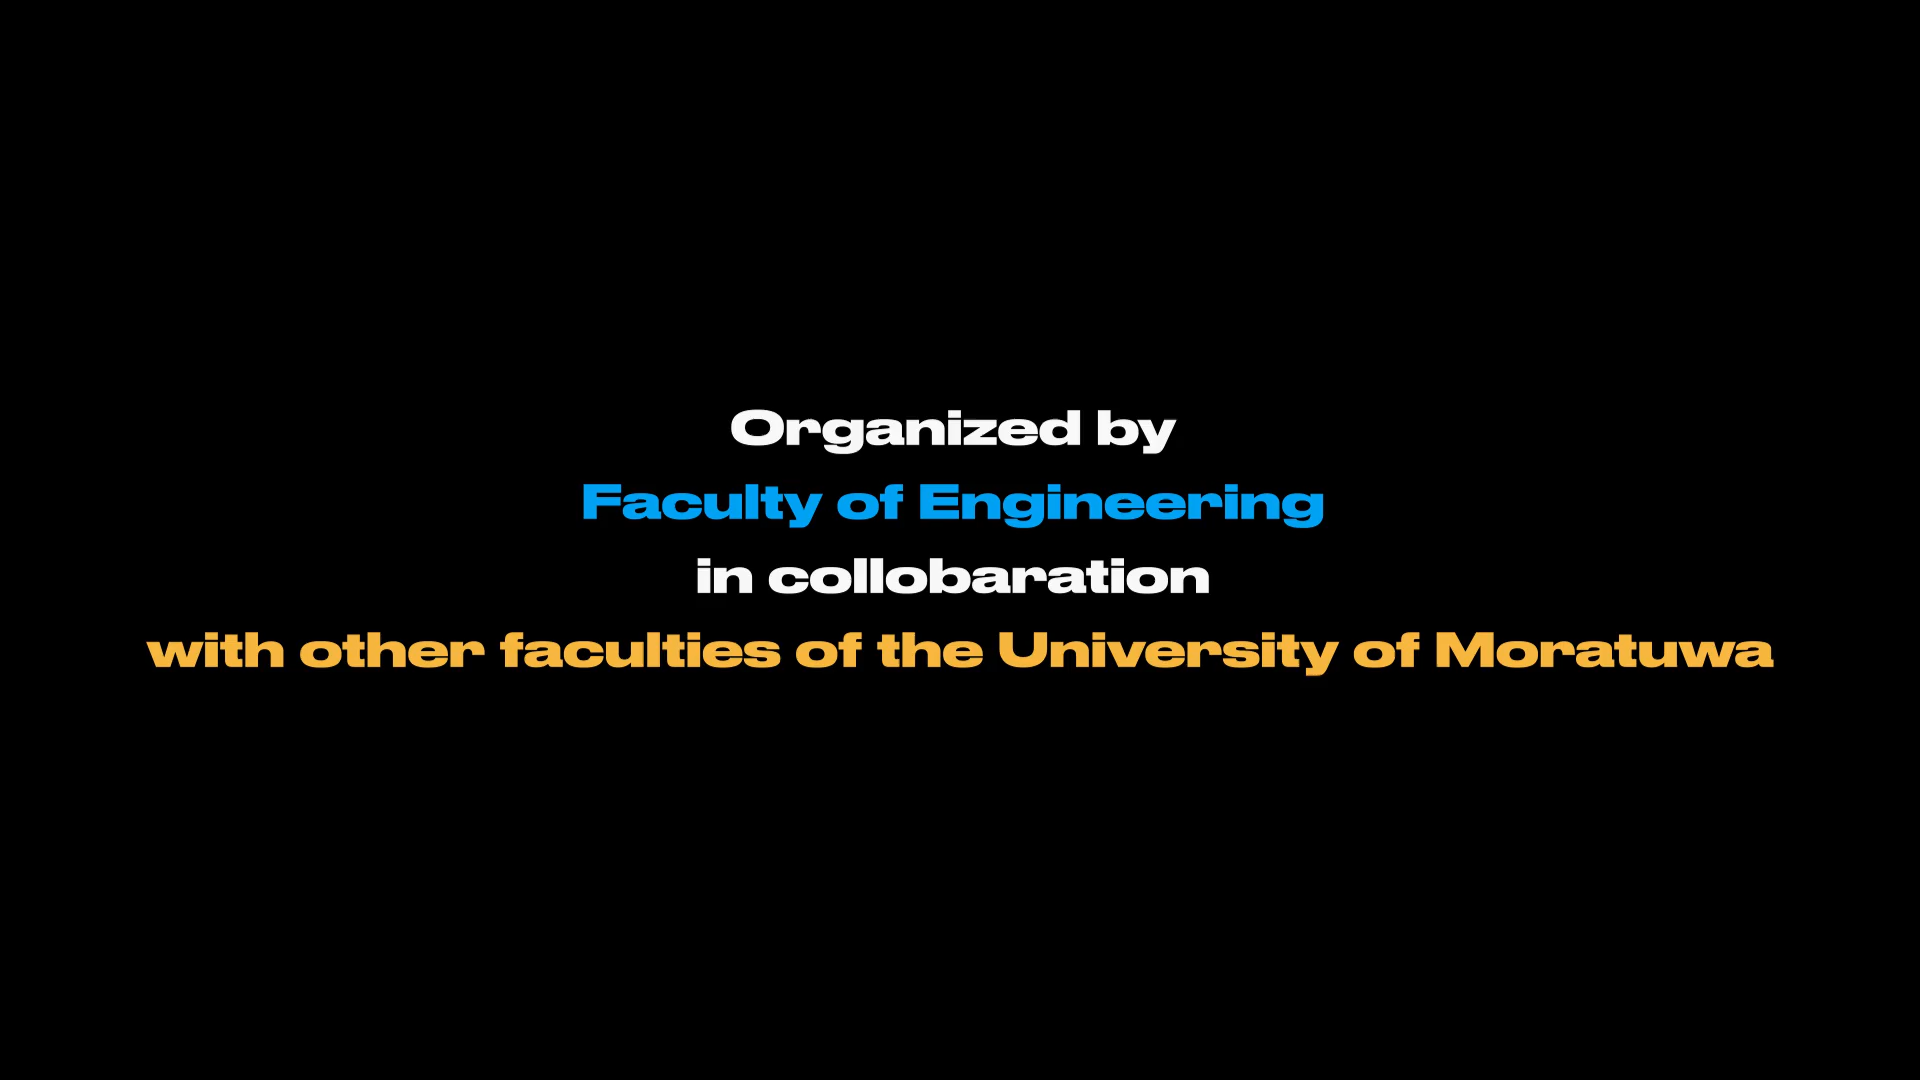 Organized by
Faculty of Engineering
in collobaration
with other faculties of the University of Moratuwa